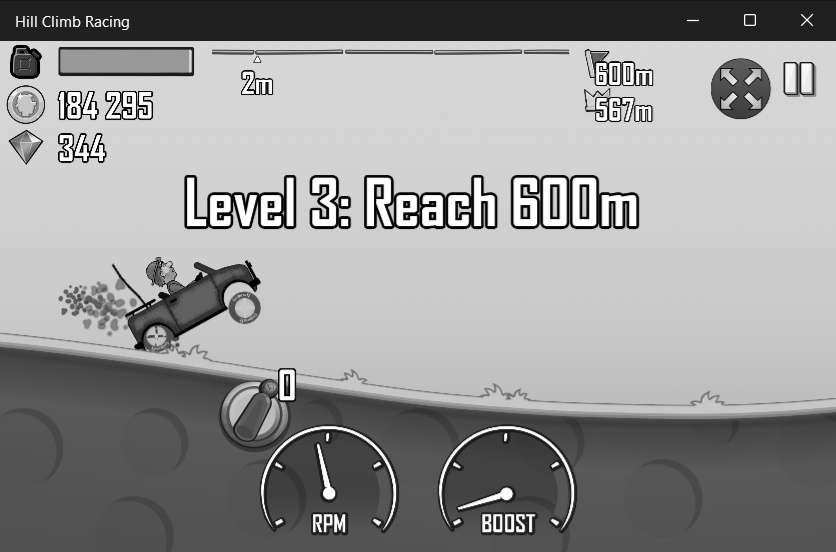 Hill Climb Racing
2m
600m
567m
184 295
344
Level 3: Reach 600m
0
RPM
BOOST